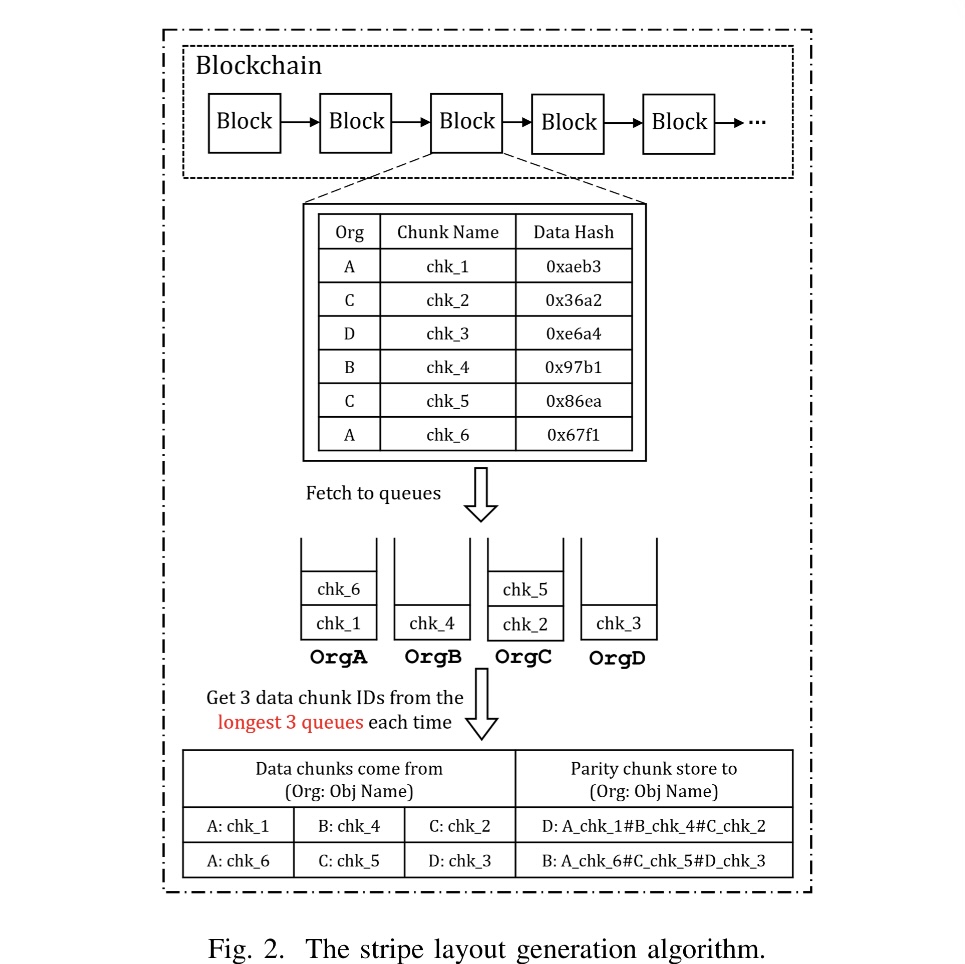 Blockchain
Block Block Block Block Block ...
Org Chunk Name Data Hash
A chk_1 0xaeb3
C chk_2 0x36a2
D chk_3 0xe6a4
B chk_4 0x97b1
C chk_5 0x86ea
A chk_6 0x67f1
Fetch to queues
chk_6 chk_5
chk_1 chk_4 chk_2 chk_3
OrgA OrgB OrgC OrgD
Get 3 data chunk IDs from the
longest 3 queues each time
Data chunks come from Parity chunk store to
(Org: Obj Name) (Org: Obj Name)
A: chk_1 B: chk_4 C: chk_2 D: A_chk_1#B_chk_4#C_chk_2
A: chk_6 C: chk_5 D: chk_3 B: A_chk_6#C_chk_5#D_chk_3
Fig. 2. The stripe layout generation algorithm.